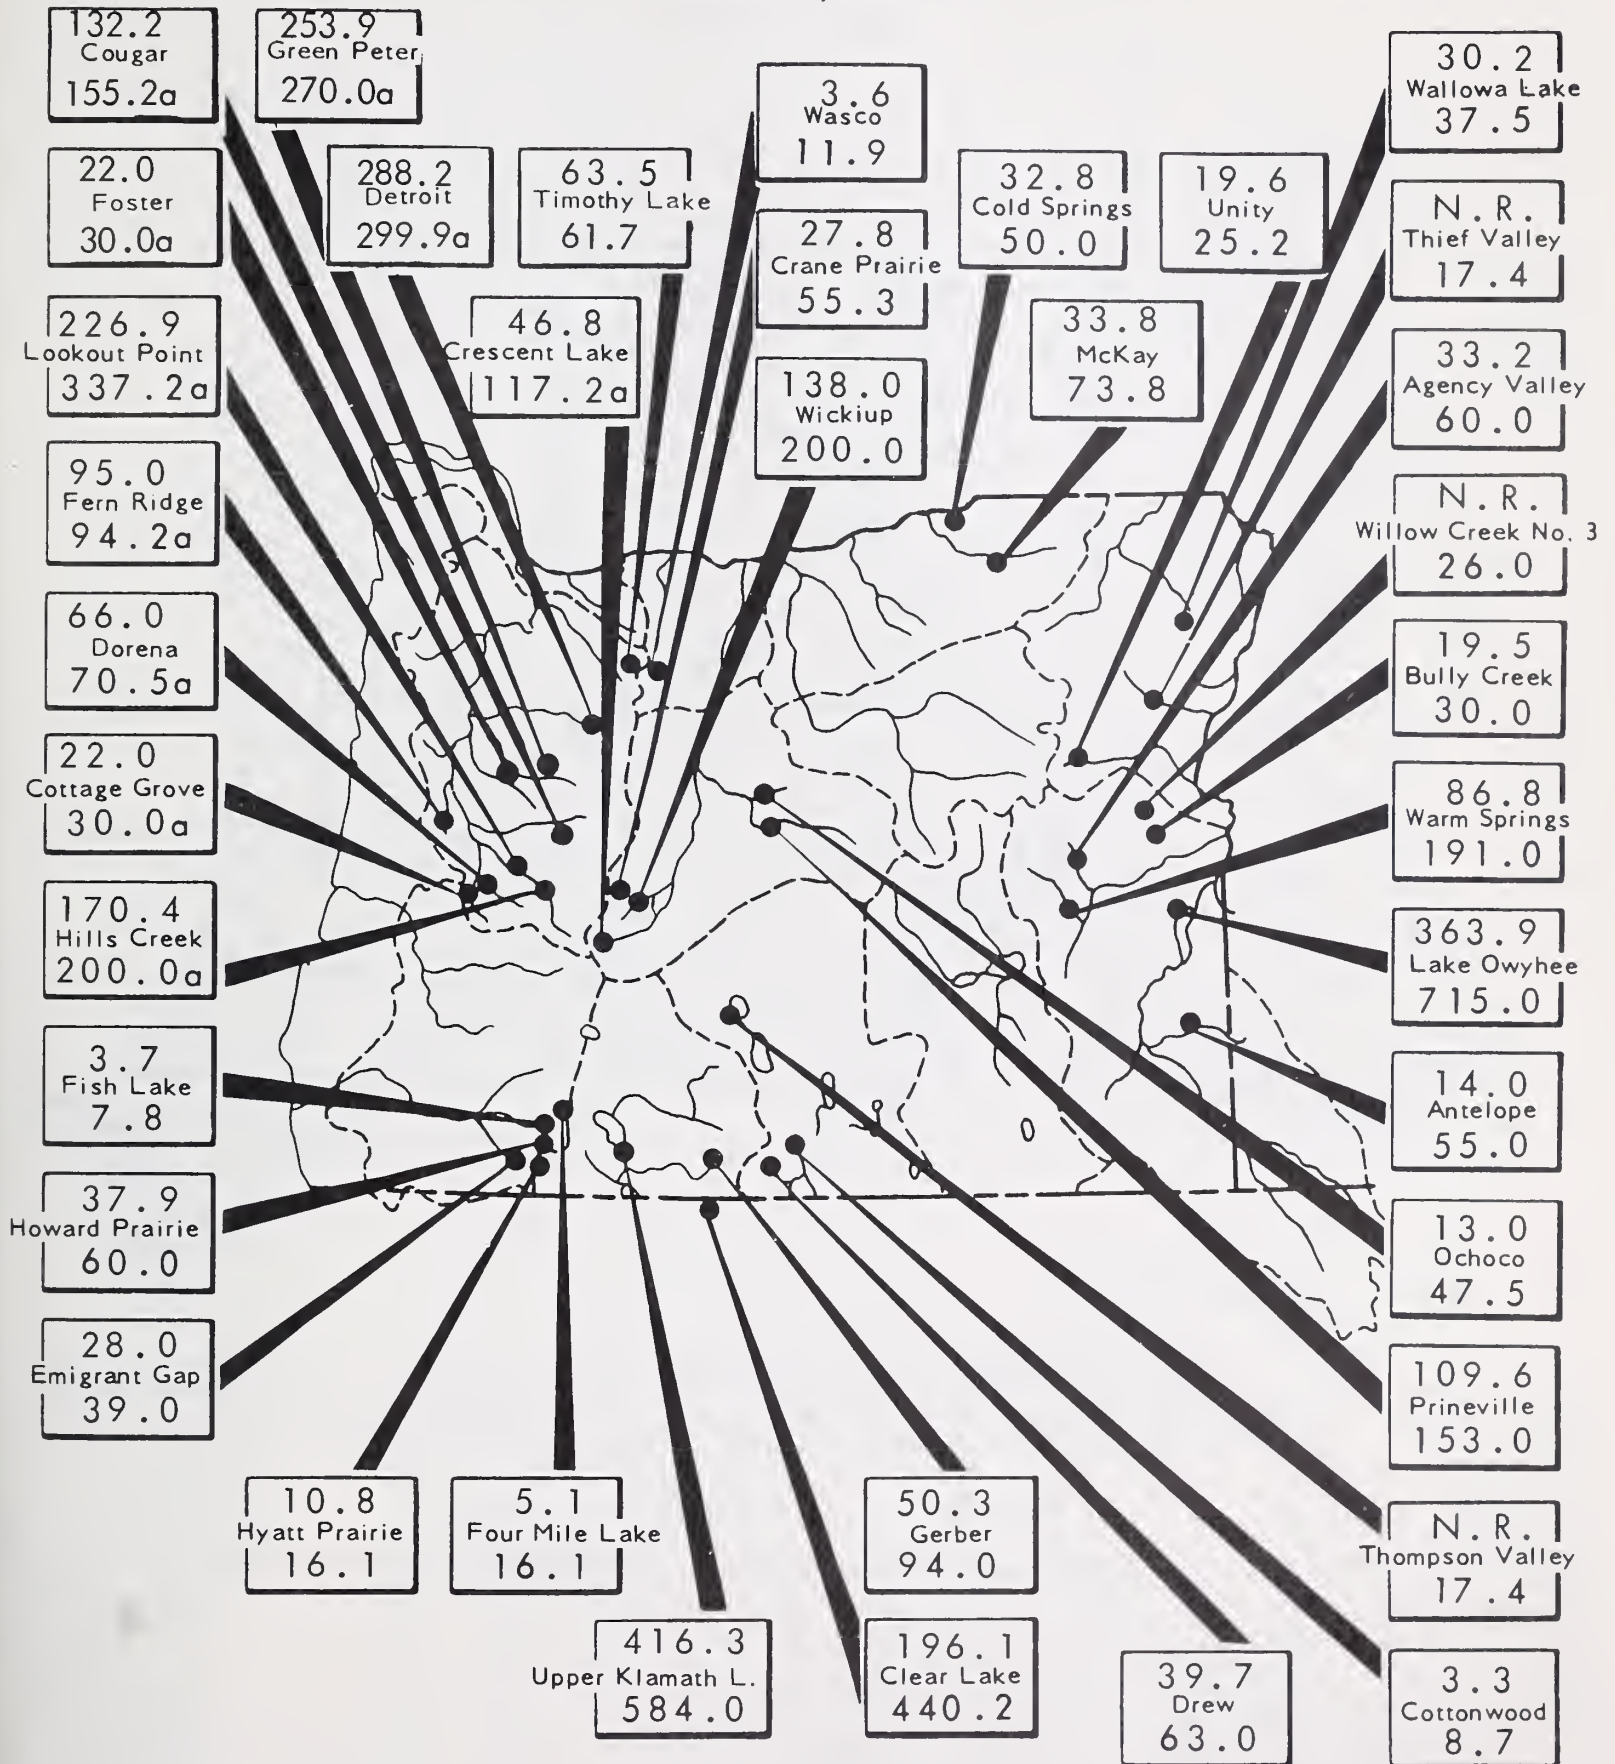 132.2
Cougar
155.2a
253.9
Green Peter
270.0a
22.0
Foster
30.0a
288.2
Detroit
299.9a
63.5
Timothy Lake
61.7
3.6
Wasco
11.9
27.8
Crane Prairie
55.3
32.8
Cold Springs
50.0
19.6
Unity
25.2
30.2
Wallowa Lake
37.5
N.R.
Thief Valley
17.4
226.9
Lookout Point
337.2a
46.8
Crescent Lake
117.2a
138.0
Wickiup
200.0
33.8
McKay
73.8
33.2
Agency Valley
60.0
95.0
Fern Ridge
94.2a
N.R.
Willow Creek No. 3
26.0
66.0
Dorena
70.5a
19.5
Bully Creek
30.0
22.0
Cottage Grove
30.0a
86.8
Warm Springs
191.0
170.4
Hills Creek
200.0a
363.9
Lake Owyhee
715.0
3.7
Fish Lake
7.8
14.0
Antelope
55.0
37.9
Howard Prairie
60.0
13.0
Ochoco
47.5
28.0
Emigrant Gap
39.0
109.6
Prineville
153.0
10.8
Hyatt Prairie
16.1
5.1
Four Mile Lake
16.1
50.3
Gerber
94.0
N.R.
Thompson Valley
17.4
416.3
Upper Klamath L.
584.0
196.1
Clear Lake
440.2
39.7
Drew
63.0
3.3
Cottonwood
8.7